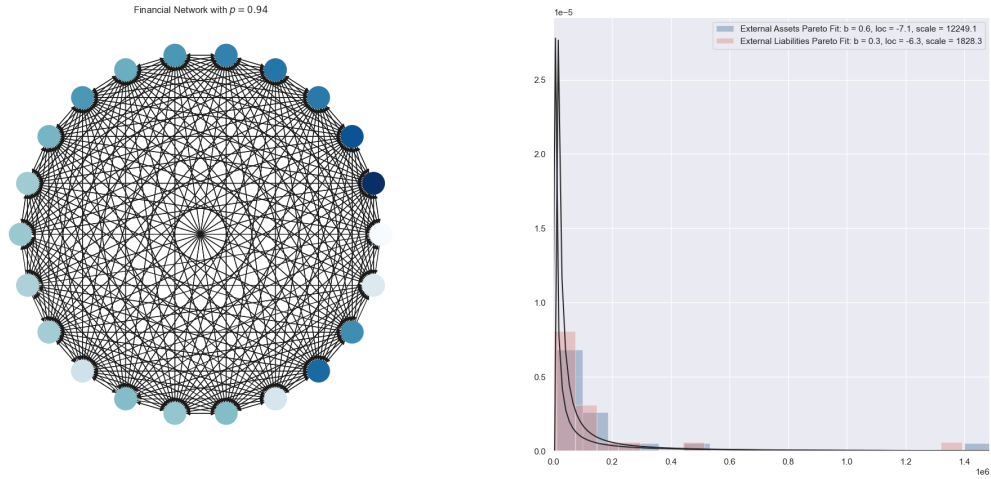 Financial Network with p = 0.94
1e−5
External Assets Pareto Fit: b = 0.6, loc = -7.1, scale = 12249.1
External Liabilities Pareto Fit: b = 0.3, loc = -6.3, scale = 1828.3
2.5
2.0
1.5
1.0
0.5
0.0
0.0 0.2 0.4 0.6 0.8 1.0 1.2 1.4
1e6